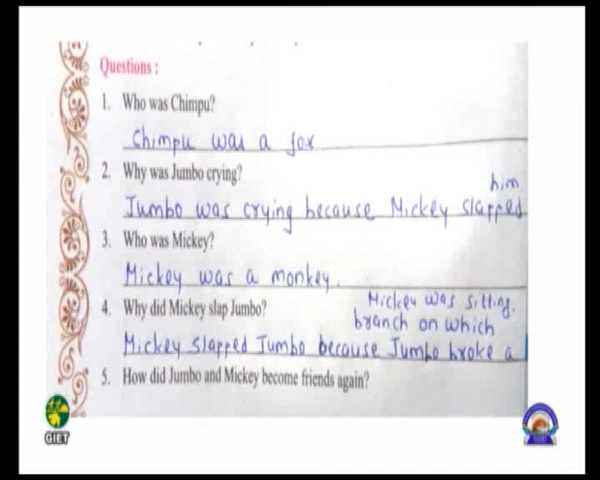 Questions :
1. Who was Chimpu?
Chimpu was a fox
2. Why was Jumbo crying?
him
Jumbo was crying because Mickey slapped
3. Who was Mickey?
Mickey was a monkey.
4. Why did Mickey slap Jumbo?
Mickey was sitting.
branch on which
Mickey slapped Jumbo because Jumbo broke a
5. How did Jumbo and Mickey become friends again?
GIET